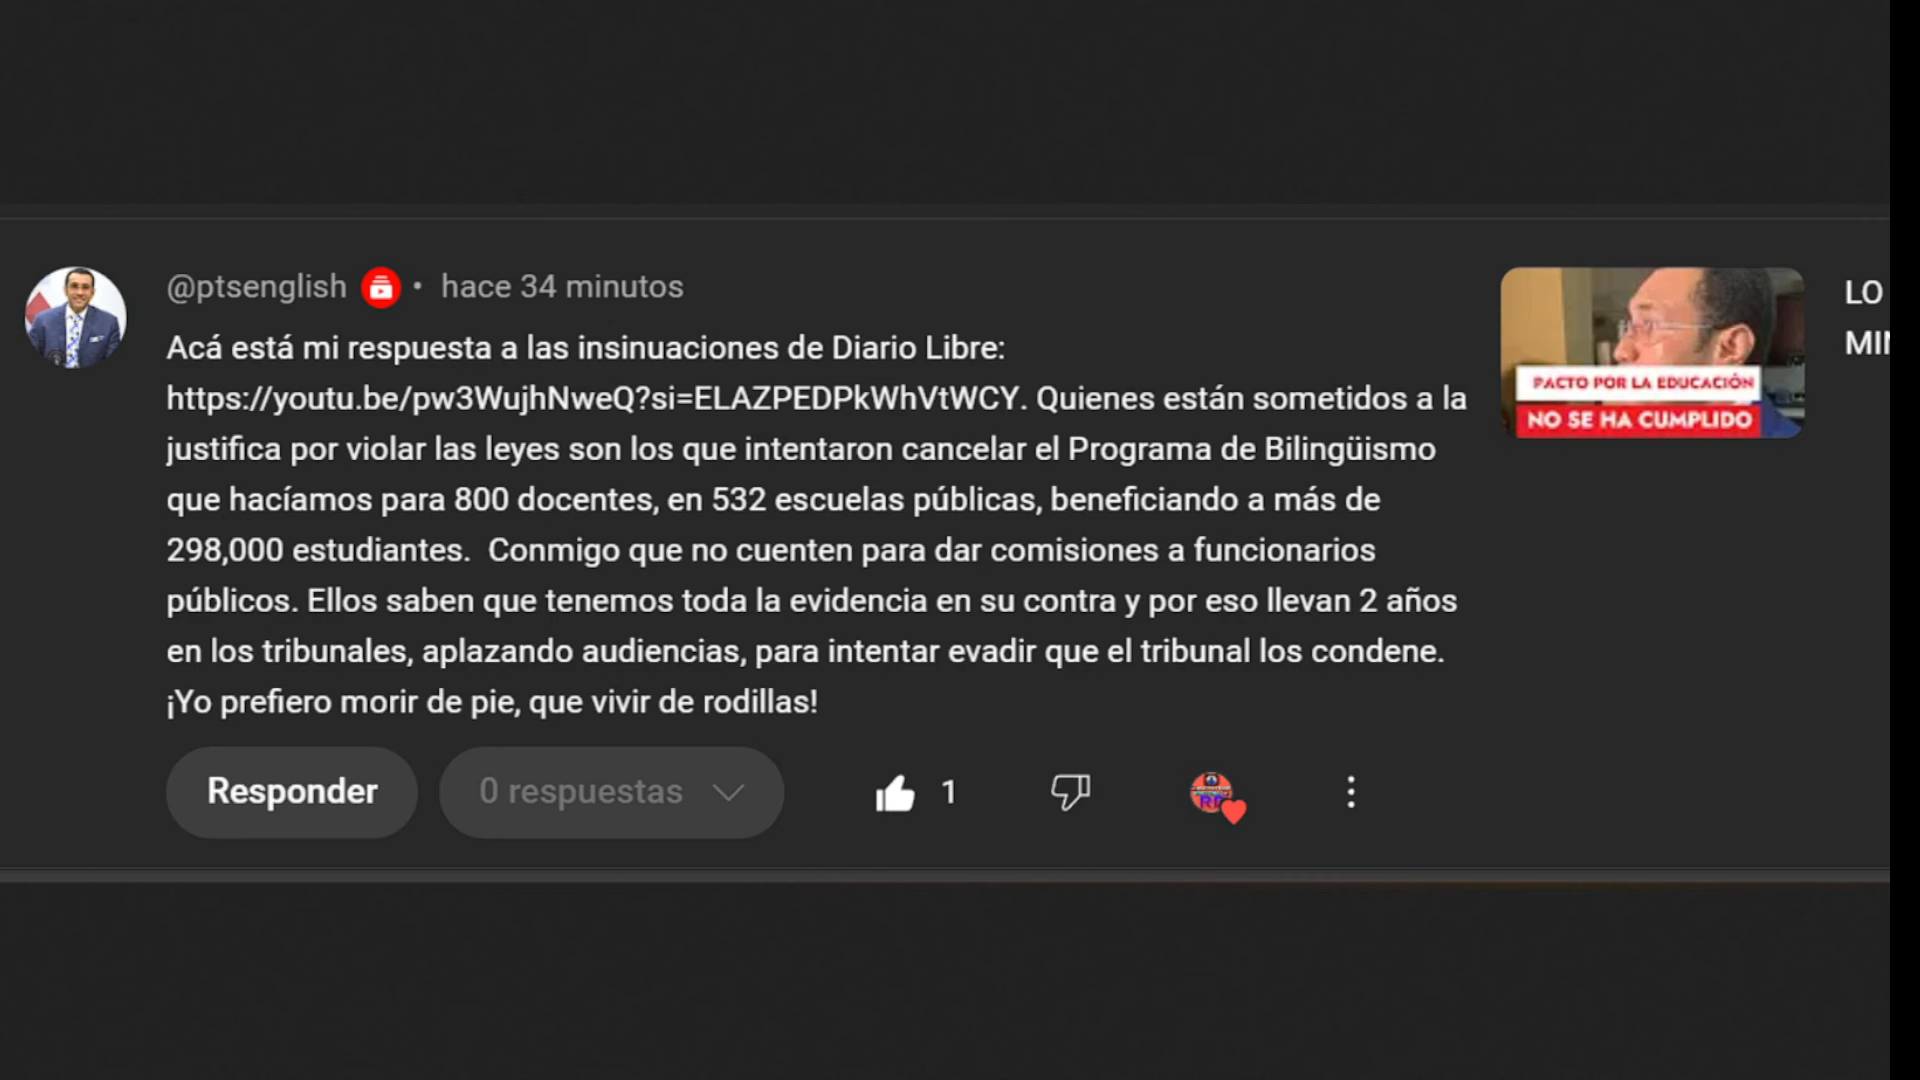 @ptsenglish • hace 34 minutos
Acá está mi respuesta a las insinuaciones de Diario Libre:
https://youtu.be/pw3WujhNweQ?si=ELAZPEDPkWhVtWCY. Quienes están sometidos a la
justifica por violar las leyes son los que intentaron cancelar el Programa de Bilingüismo
que hacíamos para 800 docentes, en 532 escuelas públicas, beneficiando a más de
298,000 estudiantes.  Conmigo que no cuenten para dar comisiones a funcionarios
públicos. Ellos saben que tenemos toda la evidencia en su contra y por eso llevan 2 años
en los tribunales, aplazando audiencias, para intentar evadir que el tribunal los condene.
¡Yo prefiero morir de pie, que vivir de rodillas!
Responder
0 respuestas
1
RD
PACTO POR LA EDUCACIÓN
NO SE HA CUMPLIDO
LO
MIN